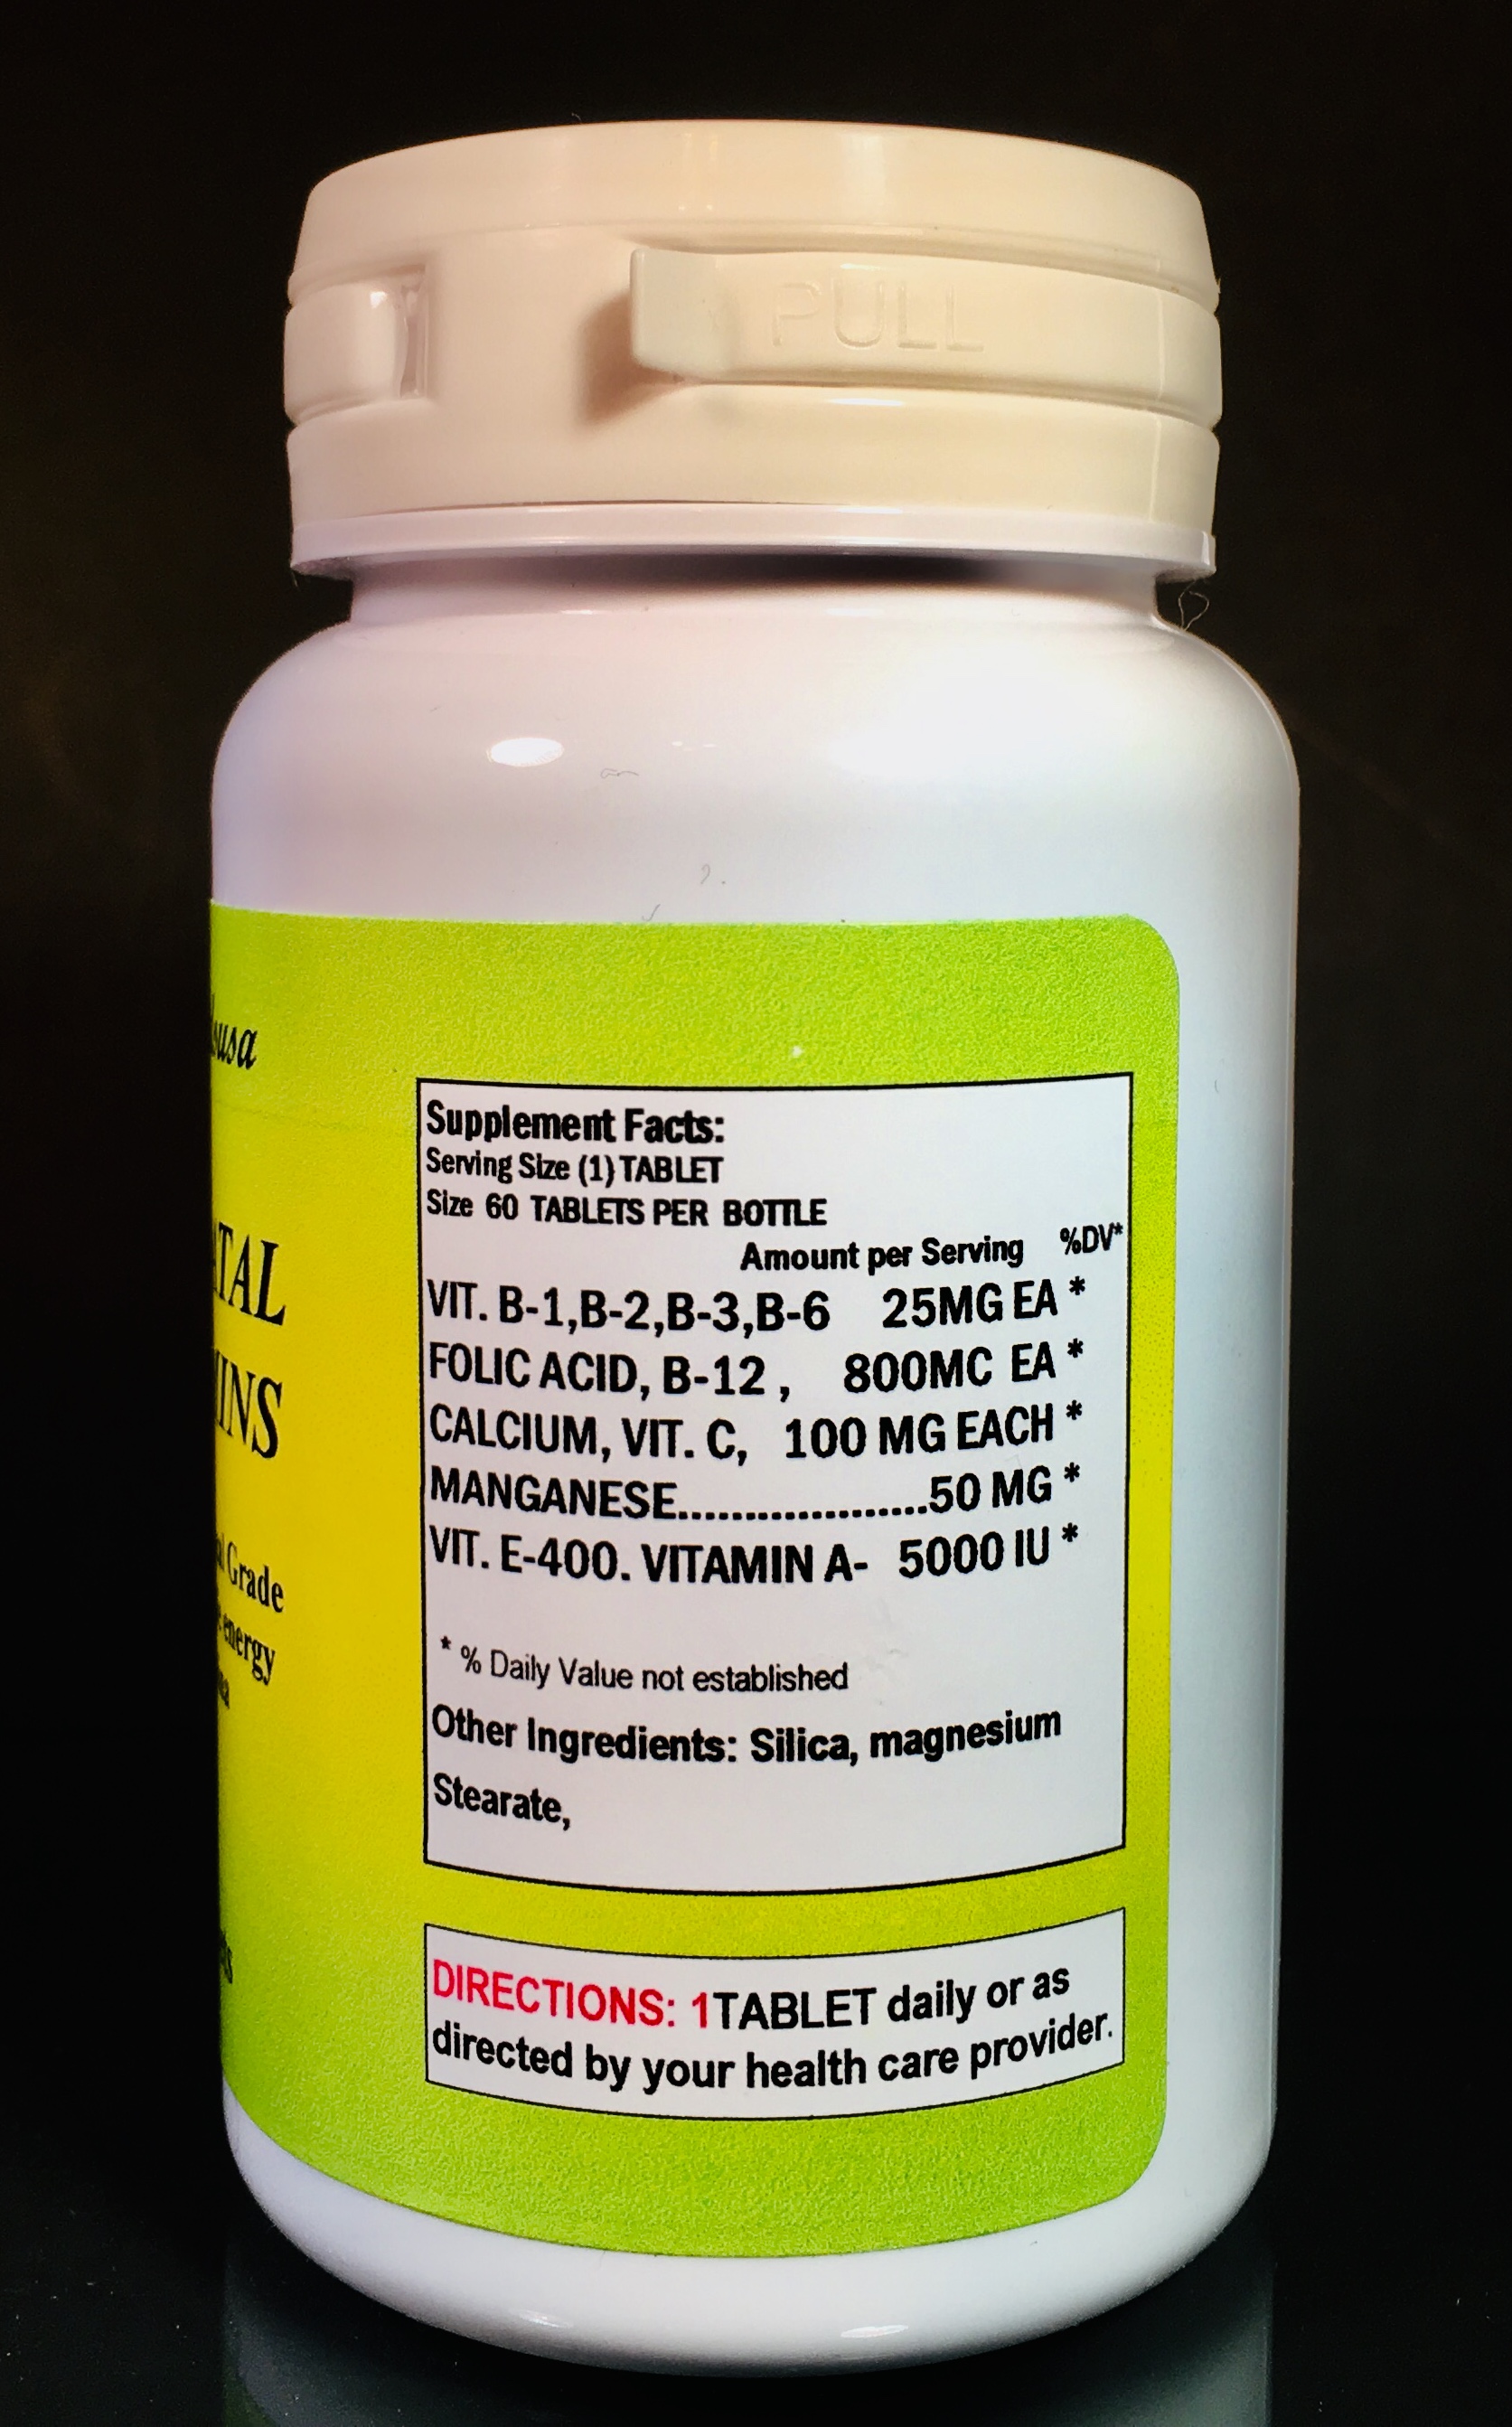 PULL
Supplement Facts:
Serving Size (1) TABLET
Size 60 TABLETS PER BOTTLE
Amount per Serving %DV*
VIT. B-1,B-2,B-3,B-6 25MG EA *
FOLIC ACID, B-12 , 800MC EA *
CALCIUM, VIT. C, 100 MG EACH *
MANGANESE...................50 MG *
VIT. E-400. VITAMIN A- 5000 IU *
* % Daily Value not established
Other Ingredients: Silica, magnesium
Stearate,
DIRECTIONS: 1TABLET daily or as
directed by your health care provider.
Grade
energy